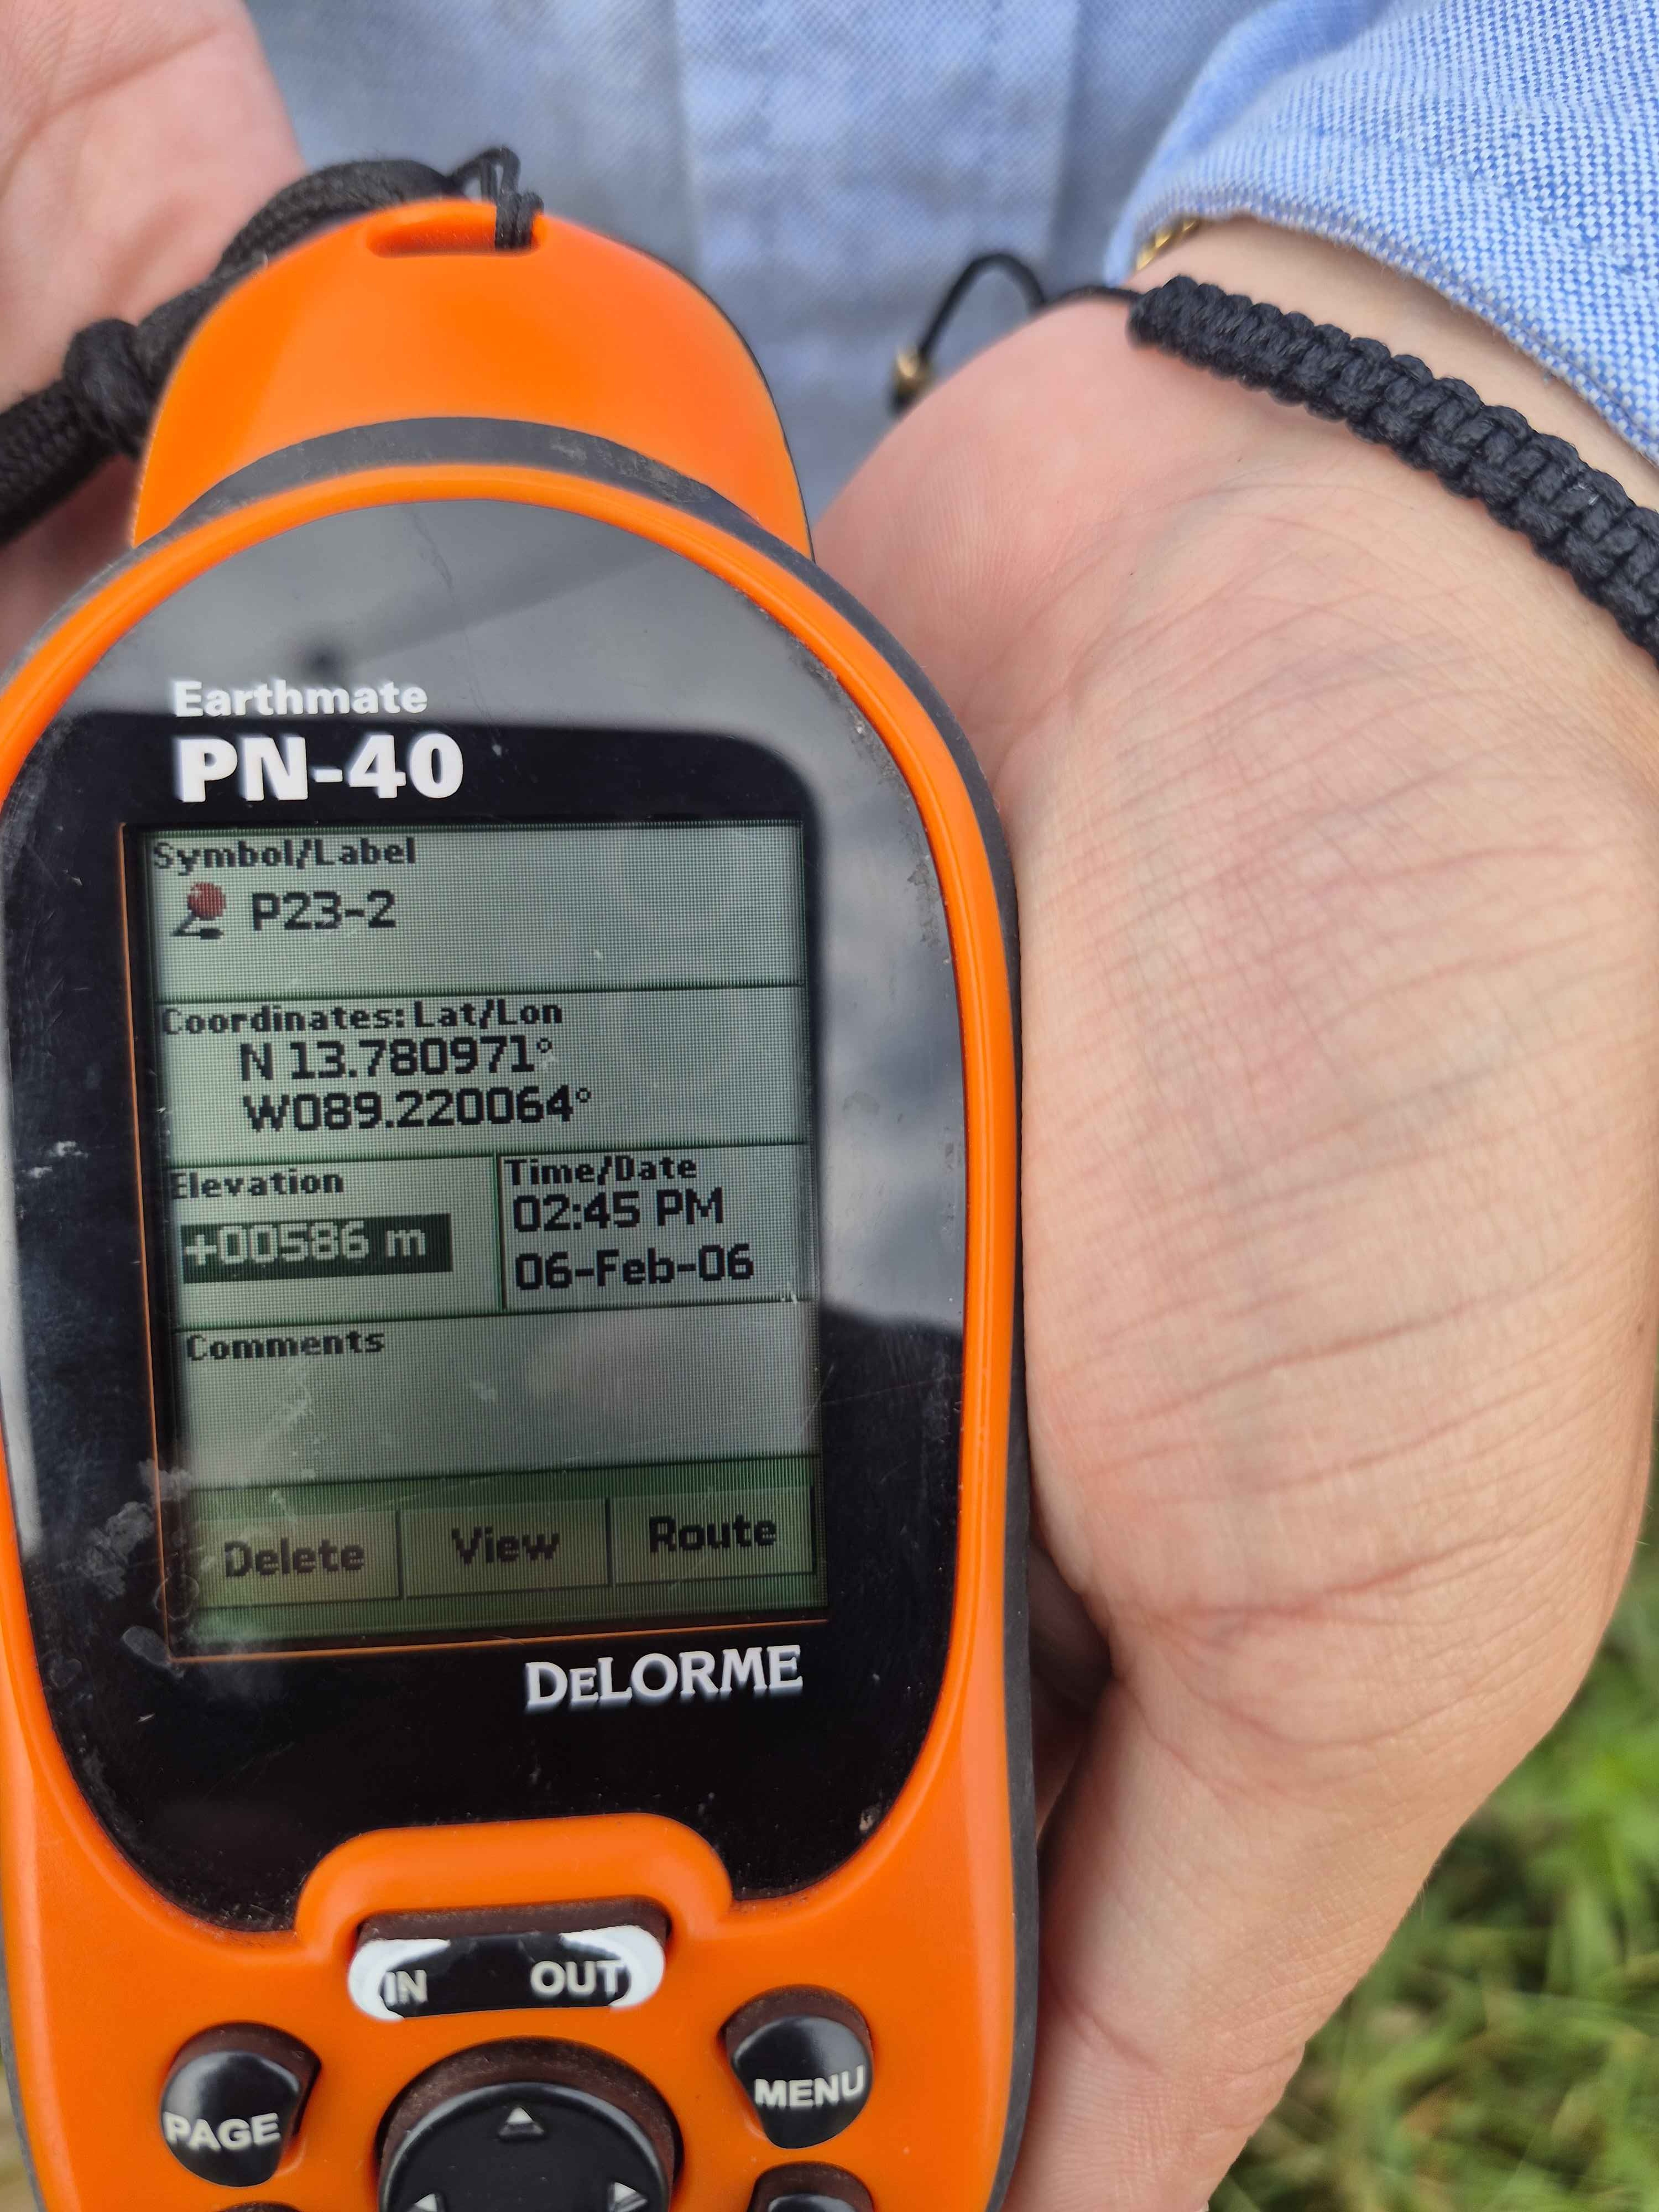 Earthmate
PN-40
Symbol/Label
P23-2
Coordinates: Lat/Lon
N 13.780971°
W089.220064°
Elevation
+00586 m
Time/Date
02:45 PM
06-Feb-06
Comments
Delete View Route
DELORME
IN OUT
PAGE MENU